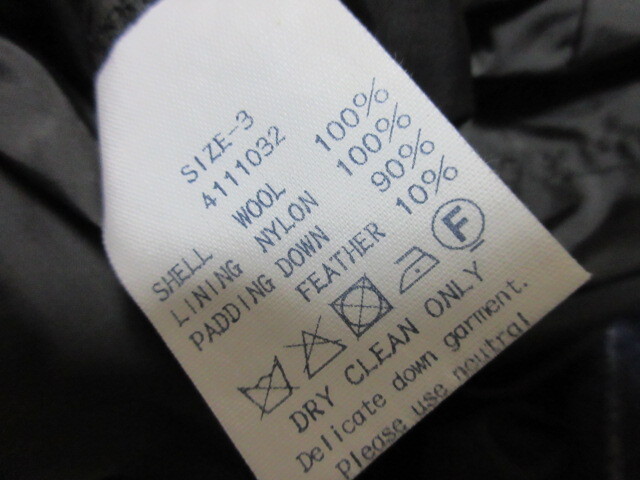 SIZE-3
4111032
SHELL WOOL 100%
LINING NYLON 100%
PADDING DOWN 90%
FEATHER 10%
F
DRY CLEAN ONLY
Delicate down garment.
Please use neutral